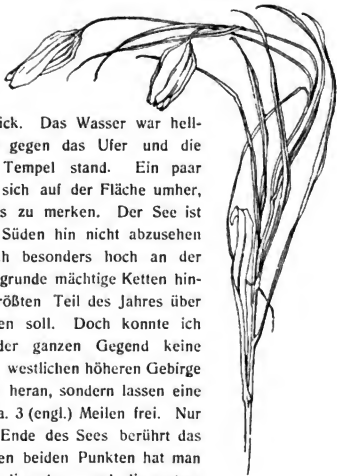 ick. Das Wasser war hell-
gegen das Ufer und die
Tempel stand. Ein paar
sich auf der Fläche umher,
s zu merken. Der See ist
Süden hin nicht abzusehen
h besonders hoch an der
grunde mächtige Ketten hin-
rößten Teil des Jahres über
en soll. Doch konnte ich
der ganzen Gegend keine
westlichen höheren Gebirge
heran, sondern lassen eine
a. 3 (engl.) Meilen frei. Nur
Ende des Sees berührt das
en beiden Punkten hat man